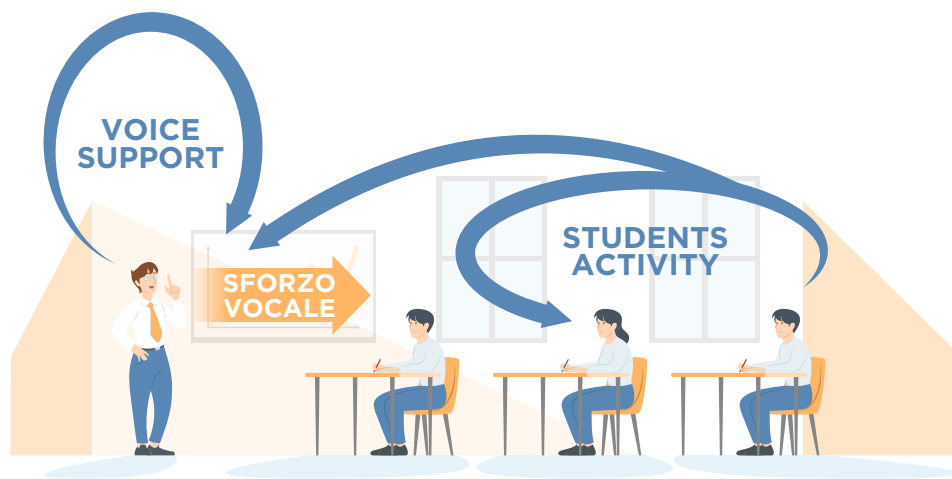 VOICE
SUPPORT
STUDENTS
ACTIVITY
SFORZO
VOCALE